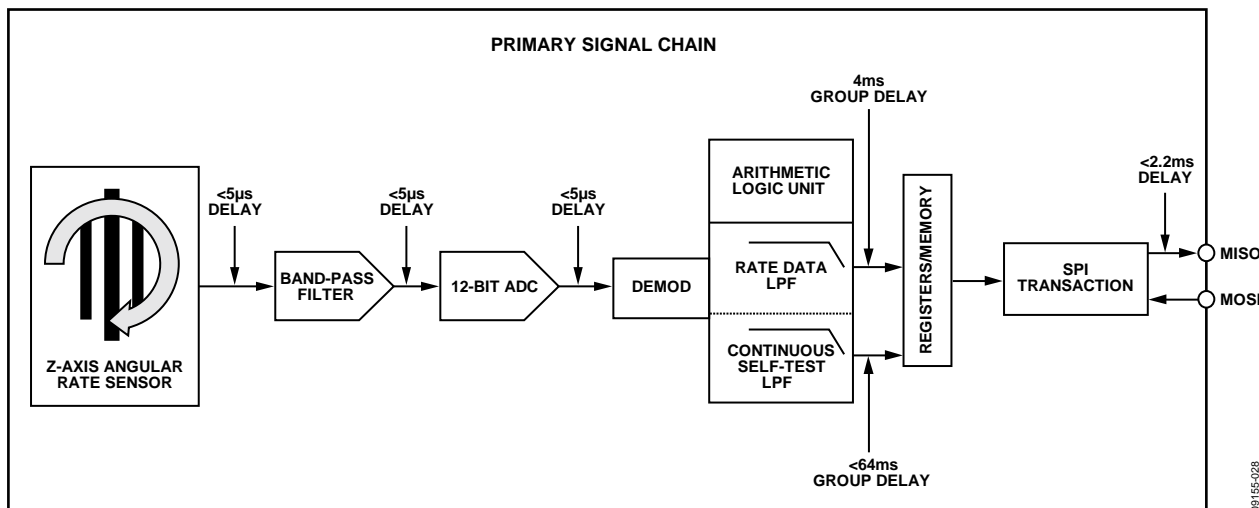 PRIMARY SIGNAL CHAIN
4ms
GROUP DELAY
<5µs
DELAY
<5µs
DELAY
<5µs
DELAY
ARITHMETIC
LOGIC UNIT
<2.2ms
DELAY
Z-AXIS ANGULAR
RATE SENSOR
BAND-PASS
FILTER
12-BIT ADC
DEMOD
RATE DATA
LPF
CONTINUOUS
SELF-TEST
LPF
REGISTERS/MEMORY
SPI
TRANSACTION
MISO
MOSI
<64ms
GROUP DELAY
09155-028